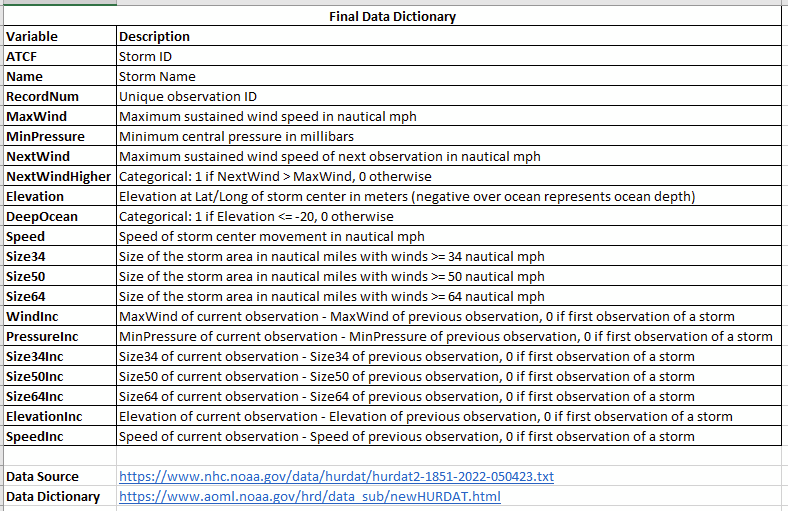 Final Data Dictionary
Variable Description
ATCF Storm ID
Name Storm Name
RecordNum Unique observation ID
MaxWind Maximum sustained wind speed in nautical mph
MinPressure Minimum central pressure in millibars
NextWind Maximum sustained wind speed of next observation in nautical mph
NextWindHigher Categorical: 1 if NextWind > MaxWind, 0 otherwise
Elevation Elevation at Lat/Long of storm center in meters (negative over ocean represents ocean depth)
DeepOcean Categorical: 1 if Elevation <= -20, 0 otherwise
Speed Speed of storm center movement in nautical mph
Size34 Size of the storm area in nautical miles with winds >= 34 nautical mph
Size50 Size of the storm area in nautical miles with winds >= 50 nautical mph
Size64 Size of the storm area in nautical miles with winds >= 64 nautical mph
WindInc MaxWind of current observation - MaxWind of previous observation, 0 if first observation of a storm
PressureInc MinPressure of current observation - MinPressure of previous observation, 0 if first observation of a storm
Size34Inc Size34 of current observation - Size34 of previous observation, 0 if first observation of a storm
Size50Inc Size50 of current observation - Size50 of previous observation, 0 if first observation of a storm
Size64Inc Size64 of current observation - Size64 of previous observation, 0 if first observation of a storm
ElevationInc Elevation of current observation - Elevation of previous observation, 0 if first observation of a storm
SpeedInc Speed of current observation - Speed of previous observation, 0 if first observation of a storm
Data Source https://www.nhc.noaa.gov/data/hurdat/hurdat2-1851-2022-050423.txt
Data Dictionary https://www.aoml.noaa.gov/hrd/data_sub/newHURDAT.html